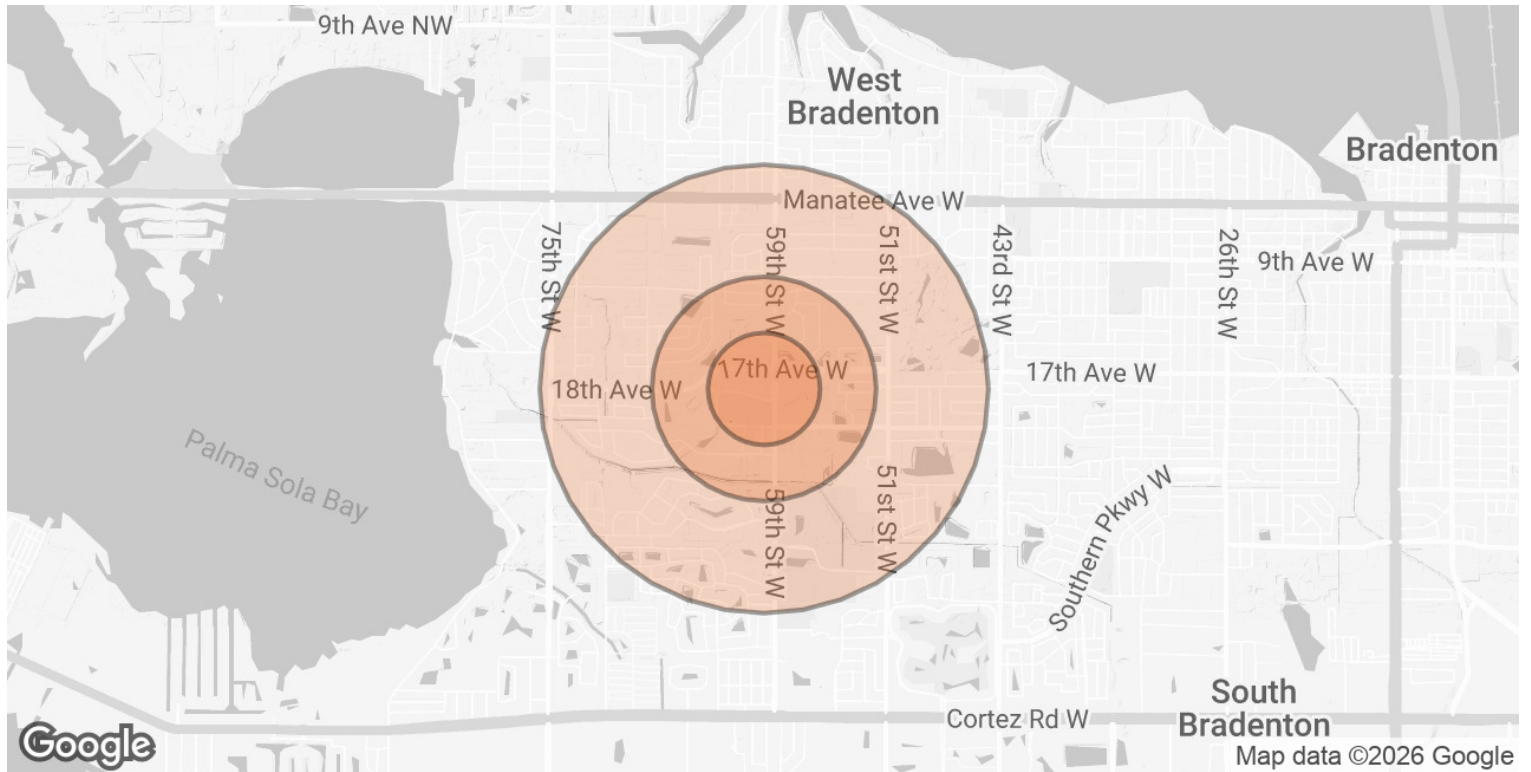 9th Ave NW
West
Bradenton
Bradenton
Manatee Ave W
75th St W
59th St W
51st St W
43rd St W
26th St W
9th Ave W
17th Ave W
17th Ave W
18th Ave W
Palma Sola Bay
51st St W
59th St W
Southern Pkwy W
South
Bradenton
Cortez Rd W
Google
Map data ©2026 Google